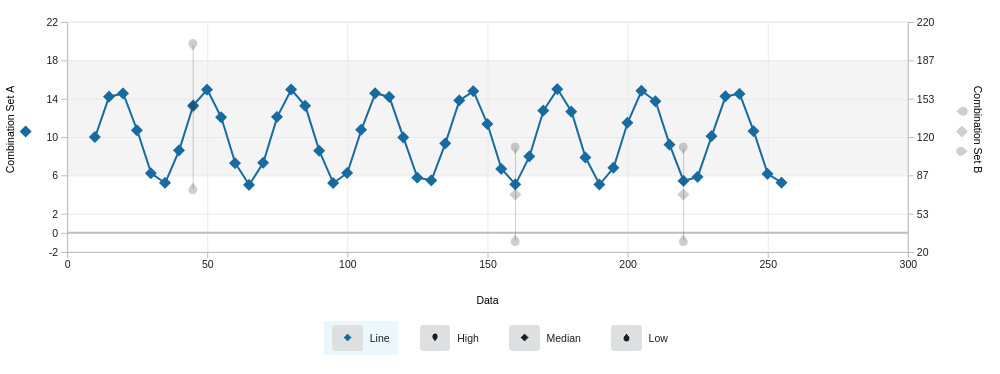 22 220
18 187
14 153
10 120
6 87
2 53
0
-2 20
Combination Set A
Combination Set B
0 50 100 150 200 250 300
Data
Line High Median Low